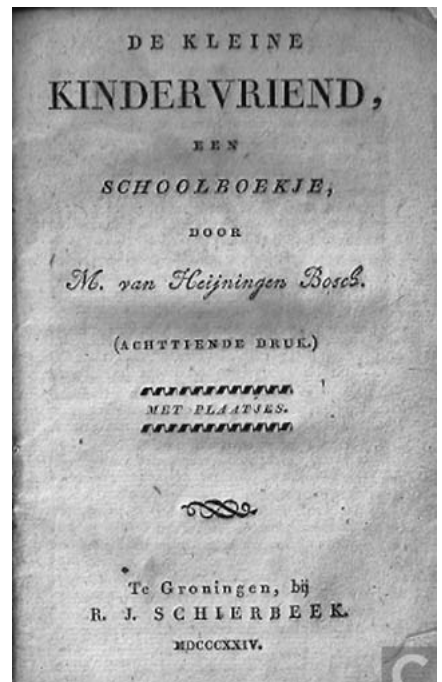 DE KLEINE
KINDERVRIEND,
EEN
SCHOOLBOEKJE,
DOOR
M. van Heijningen Bosch.
(ACHTTIENDE DRUK.)
MET PLAATJES.
Te Groningen, bij
R. J. SCHIERBEEK.
MDCCCXXIV.
C